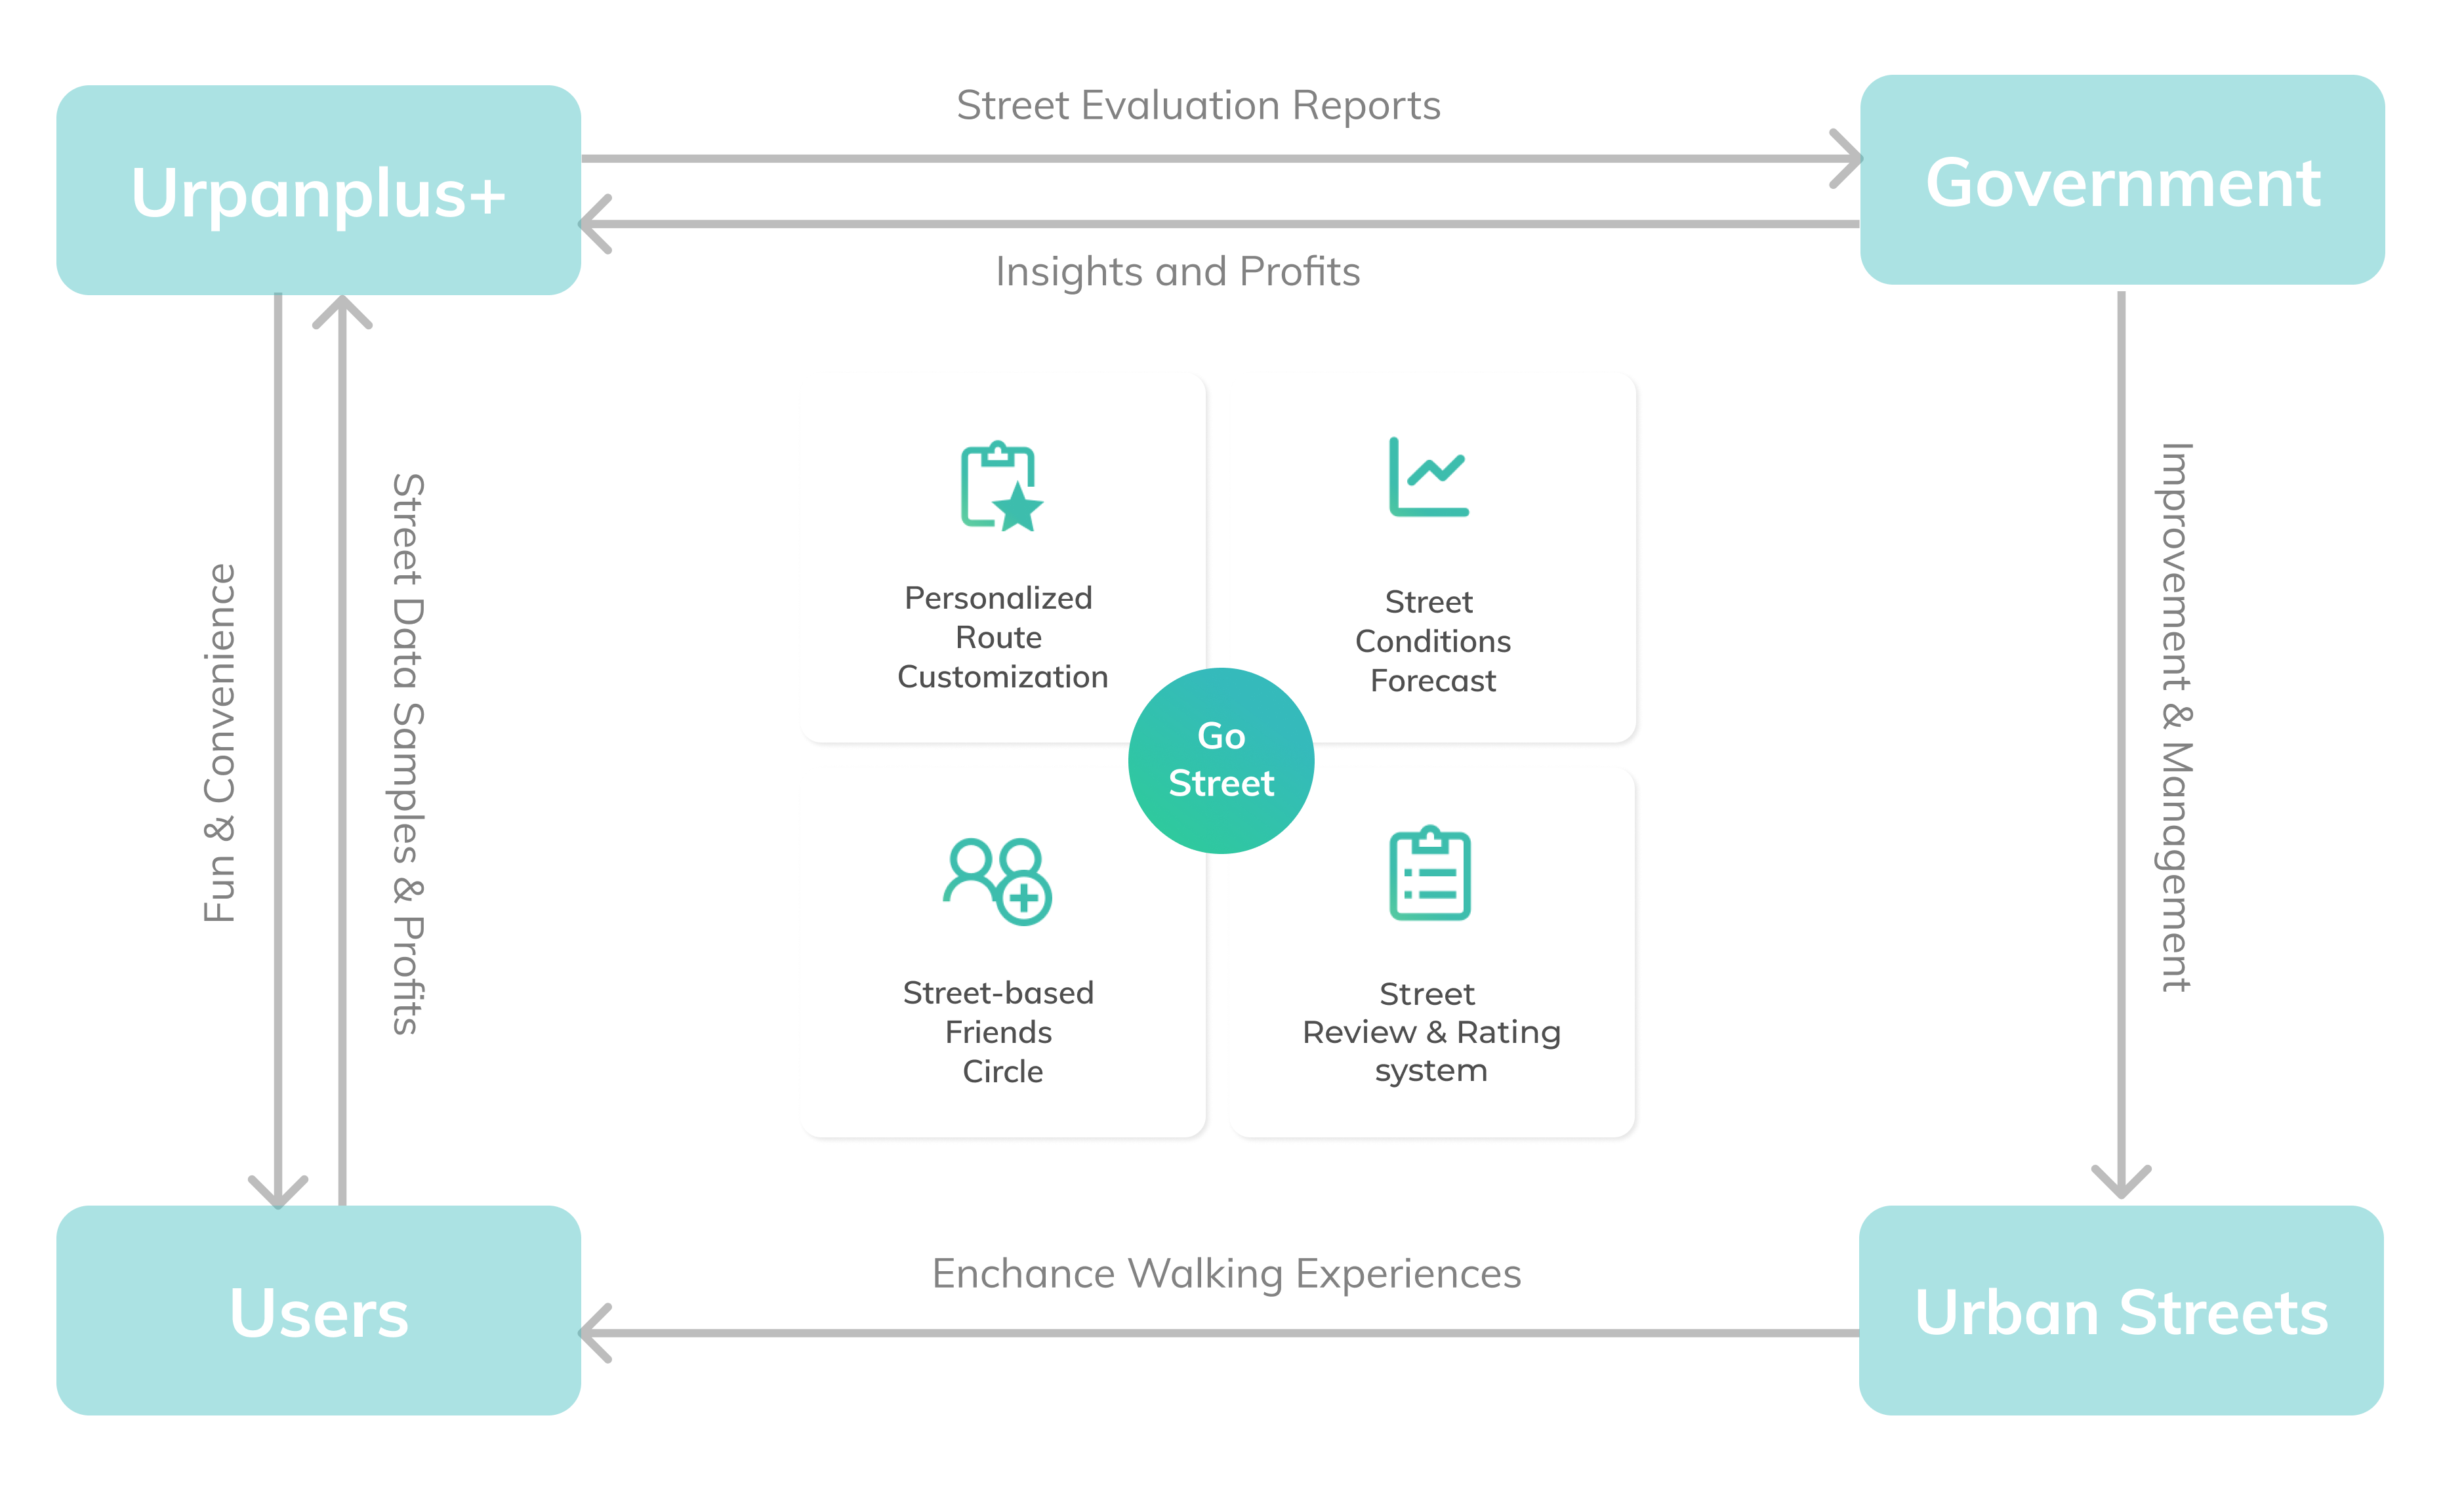 Street Evaluation Reports
Urpanplus+
Government
Insights and Profits
Fun & Convenience
Street Data Samples & Profits
Improvement & Management
Personalized
Route
Customization
Street
Conditions
Forecast
Go
Street
Street-based
Friends
Circle
Street
Review & Rating
system
Enchance Walking Experiences
Users
Urban Streets